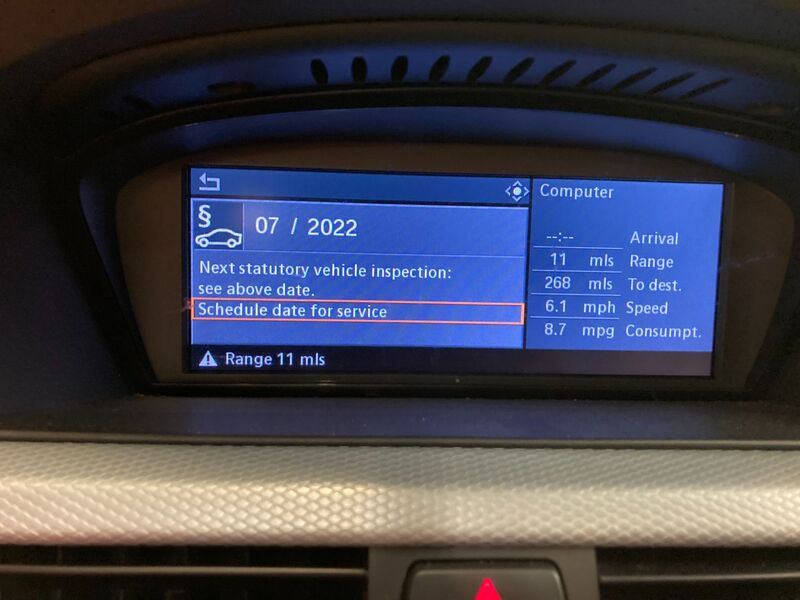 §
07 / 2022
Next statutory vehicle inspection:
see above date.
Schedule date for service
Range 11 mls
Computer
--:-- Arrival
11 mls Range
268 mls To dest.
6.1 mph Speed
8.7 mpg Consumpt.